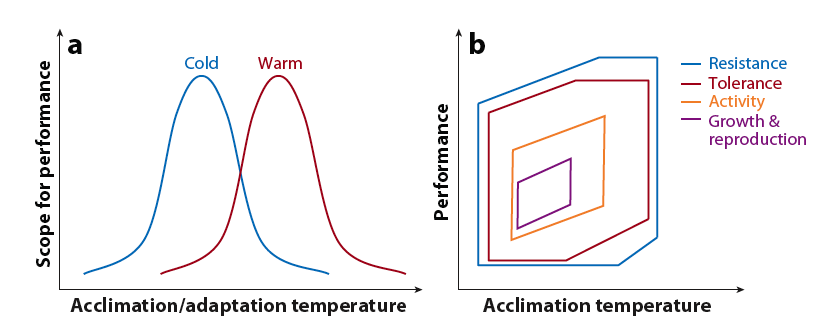 a
Cold
Warm
Scope for performance
Acclimation/adaptation temperature
b
Resistance
Tolerance
Activity
Growth &
reproduction
Performance
Acclimation temperature